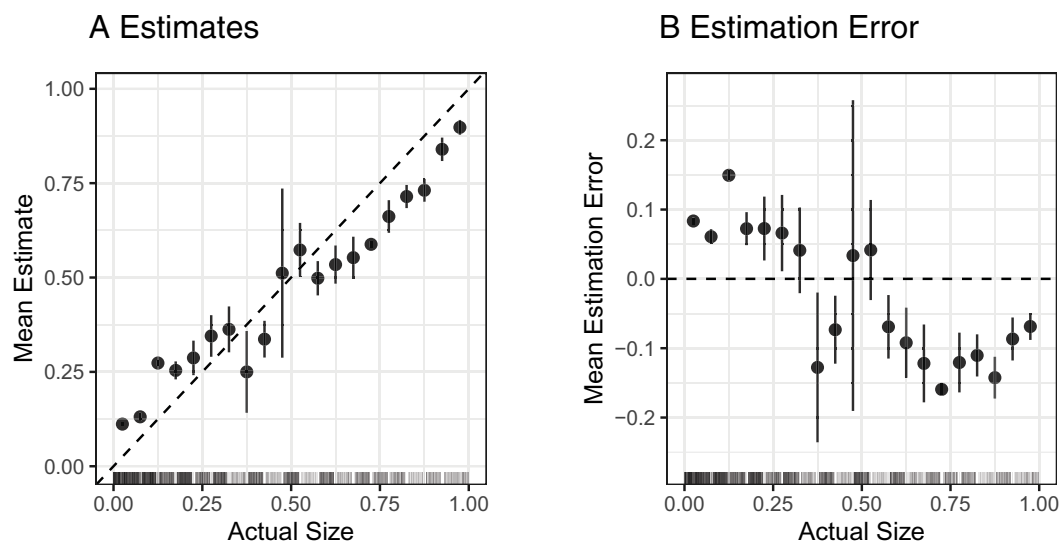 A Estimates
Mean Estimate
1.00
0.75
0.50
0.25
0.00
0.00 0.25 0.50 0.75 1.00
Actual Size
B Estimation Error
Mean Estimation Error
0.2
0.1
0.0
−0.1
−0.2
0.00 0.25 0.50 0.75 1.00
Actual Size